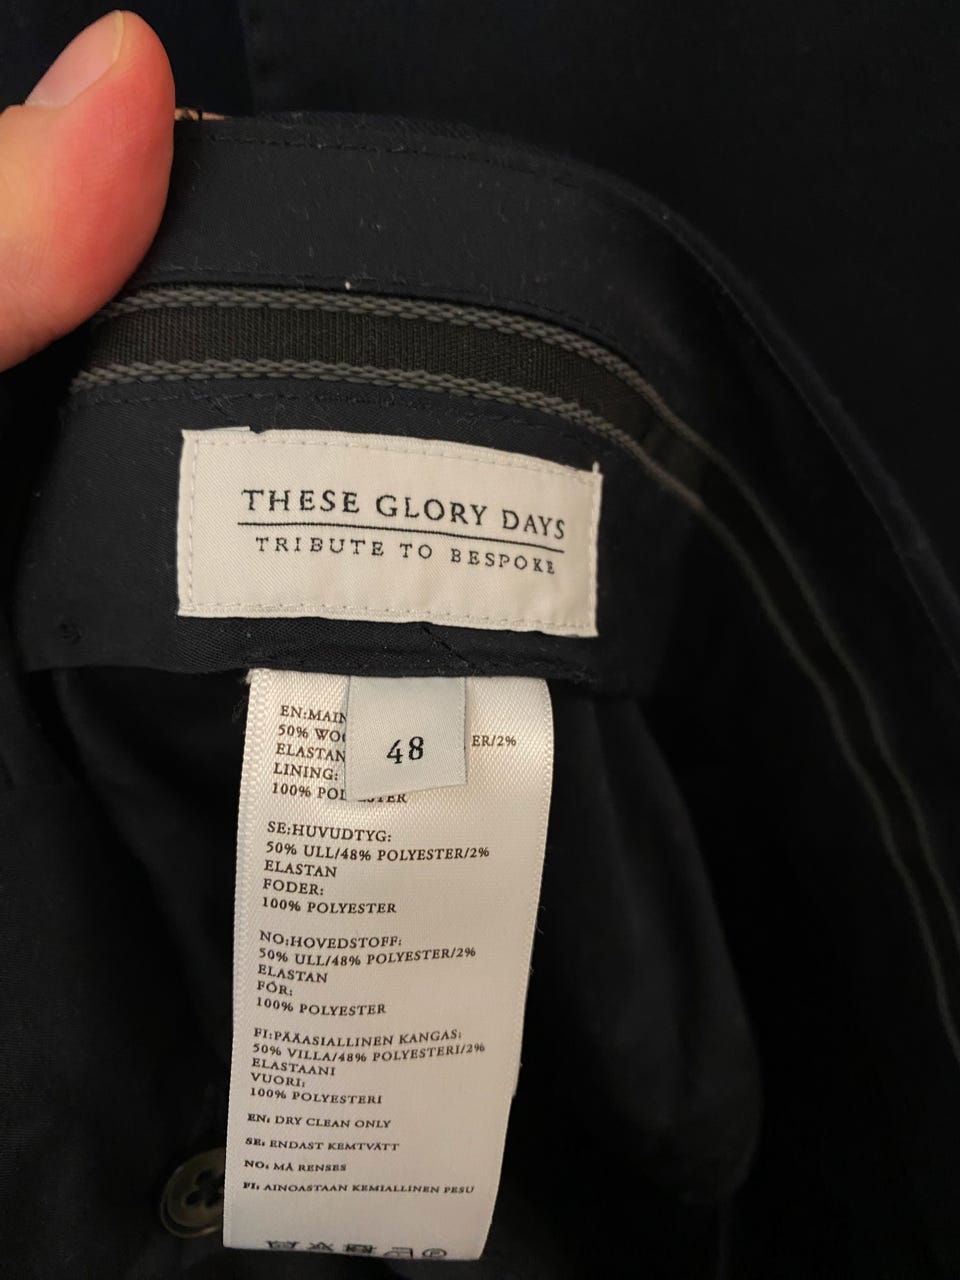 THESE GLORY DAYS
TRIBUTE TO BESPOKE
48
EN:MAIN
50% ER/2%
ELASTAN
LINING:
100%
SE:HUVUDTYG:
50% ULL/48% POLYESTER/2%
ELASTAN
FODER:
100% POLYESTER
NO:HOVEDSTOFF:
50% ULL/48% POLYESTER/2%
ELASTAN
FÓR:
100% POLYESTER
FI:PÄÄASIALLINEN KANGAS:
50% VILLA/48% POLYESTERI/2%
ELASTAANI
VUORI:
100% POLYESTERI
EN: DRY CLEAN ONLY
SE: ENDAST KEMTVÄTT
NO: MÅ RENSES
FI: AINOASTAAN KEMIALLINEN PESU